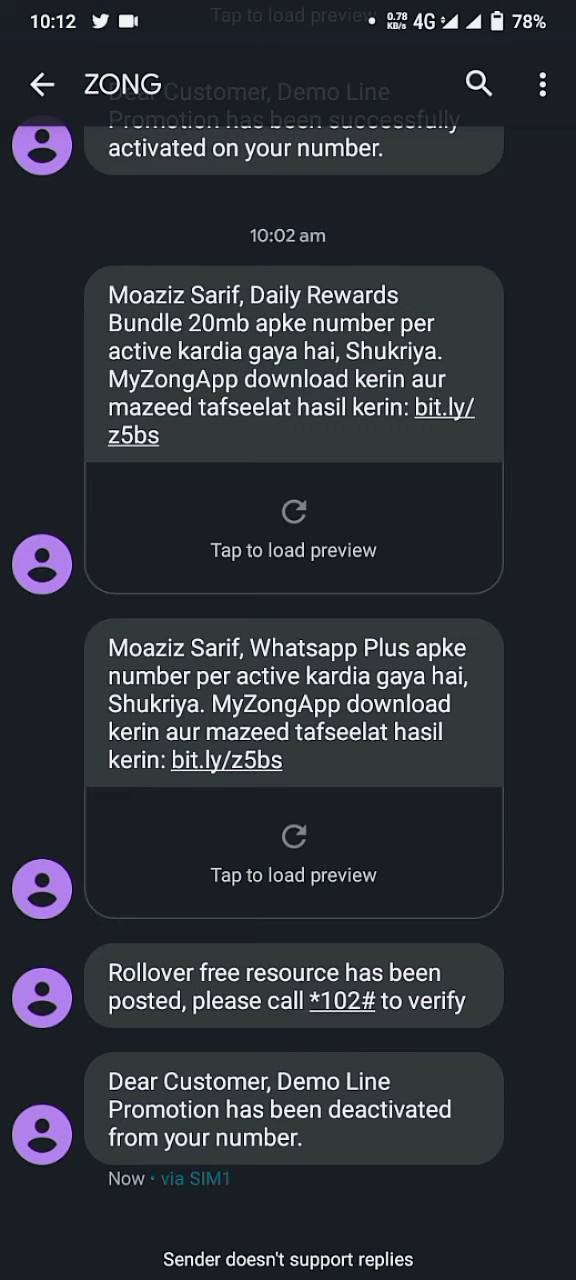 Tap to load preview
10:12 0.78 KB/s 4G 78%
ZONG
Dear Customer, Demo Line
Promotion has been successfully
activated on your number.
10:02 am
Moaziz Sarif, Daily Rewards
Bundle 20mb apke number per
active kardia gaya hai, Shukriya.
MyZongApp download kerin aur
mazeed tafseelat hasil kerin: bit.ly/
z5bs
Tap to load preview
Moaziz Sarif, Whatsapp Plus apke
number per active kardia gaya hai,
Shukriya. MyZongApp download
kerin aur mazeed tafseelat hasil
kerin: bit.ly/z5bs
Tap to load preview
Rollover free resource has been
posted, please call *102# to verify
Dear Customer, Demo Line
Promotion has been deactivated
from your number.
Now • via SIM1
Sender doesn't support replies